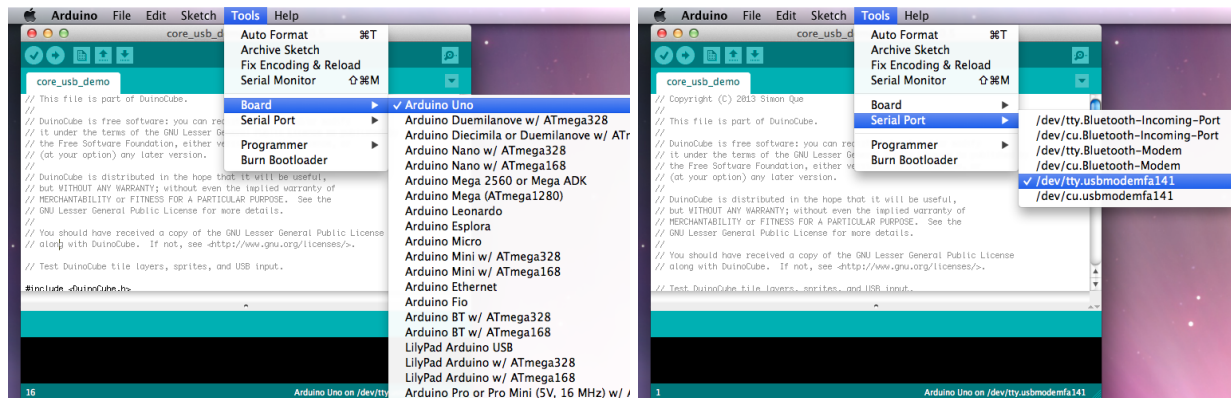 Arduino File Edit Sketch Tools Help
core_usb_d
core_usb_demo
Auto Format ⌘T
Archive Sketch
Fix Encoding & Reload
Serial Monitor ⇧⌘M
Board ▶
Serial Port ▶
Programmer ▶
Burn Bootloader
✓ Arduino Uno
Arduino Duemilanove w/ ATmega328
Arduino Diecimila or Duemilanove w/ ATm
Arduino Nano w/ ATmega328
Arduino Nano w/ ATmega168
Arduino Mega 2560 or Mega ADK
Arduino Mega (ATmega1280)
Arduino Leonardo
Arduino Esplora
Arduino Micro
Arduino Mini w/ ATmega328
Arduino Mini w/ ATmega168
Arduino Ethernet
Arduino Fio
Arduino BT w/ ATmega328
Arduino BT w/ ATmega168
LilyPad Arduino USB
LilyPad Arduino w/ ATmega328
LilyPad Arduino w/ ATmega168
Arduino Pro or Pro Mini (5V, 16 MHz) w/ A
// This file is part of DuinoCube.
//
// DuinoCube is free software: you can rec
// it under the terms of the GNU Lesser Ge
// the Free Software Foundation, either ve
// (at your option) any later version.
//
// DuinoCube is distributed in the hope that it will be useful,
// but WITHOUT ANY WARRANTY; without even the implied warranty of
// MERCHANTABILITY or FITNESS FOR A PARTICULAR PURPOSE. See the
// GNU Lesser General Public License for more details.
//
// You should have received a copy of the GNU Lesser General Public License
// along with DuinoCube. If not, see <http://www.gnu.org/licenses/>.
// Test DuinoCube tile layers, sprites, and USB input.
#include <DuinoCube.h>
16 Arduino Uno on /dev/tty
Arduino File Edit Sketch Tools Help
core_usb_d
core_usb_demo
Auto Format ⌘T
Archive Sketch
Fix Encoding & Reload
Serial Monitor ⇧⌘M
Board ▶
Serial Port ▶
Programmer ▶
Burn Bootloader
/dev/tty.Bluetooth-Incoming-Port
/dev/cu.Bluetooth-Incoming-Port
/dev/tty.Bluetooth-Modem
/dev/cu.Bluetooth-Modem
✓ /dev/tty.usbmodemfa141
/dev/cu.usbmodemfa141
// Copyright (C) 2013 Simon Que
//
// This file is part of DuinoCube.
//
// DuinoCube is free software: you can rec
// it under the terms of the GNU Lesser Ge
// the Free Software Foundation, either ve
// (at your option) any later version.
//
// DuinoCube is distributed in the hope that it will be useful,
// but WITHOUT ANY WARRANTY; without even the implied warranty of
// MERCHANTABILITY or FITNESS FOR A PARTICULAR PURPOSE. See the
// GNU Lesser General Public License for more details.
//
// You should have received a copy of the GNU Lesser General Public License
// along with DuinoCube. If not, see <http://www.gnu.org/licenses/>.
// Test DuinoCube tile layers, sprites, and USB input.
1 Arduino Uno on /dev/tty.usbmodemfa141